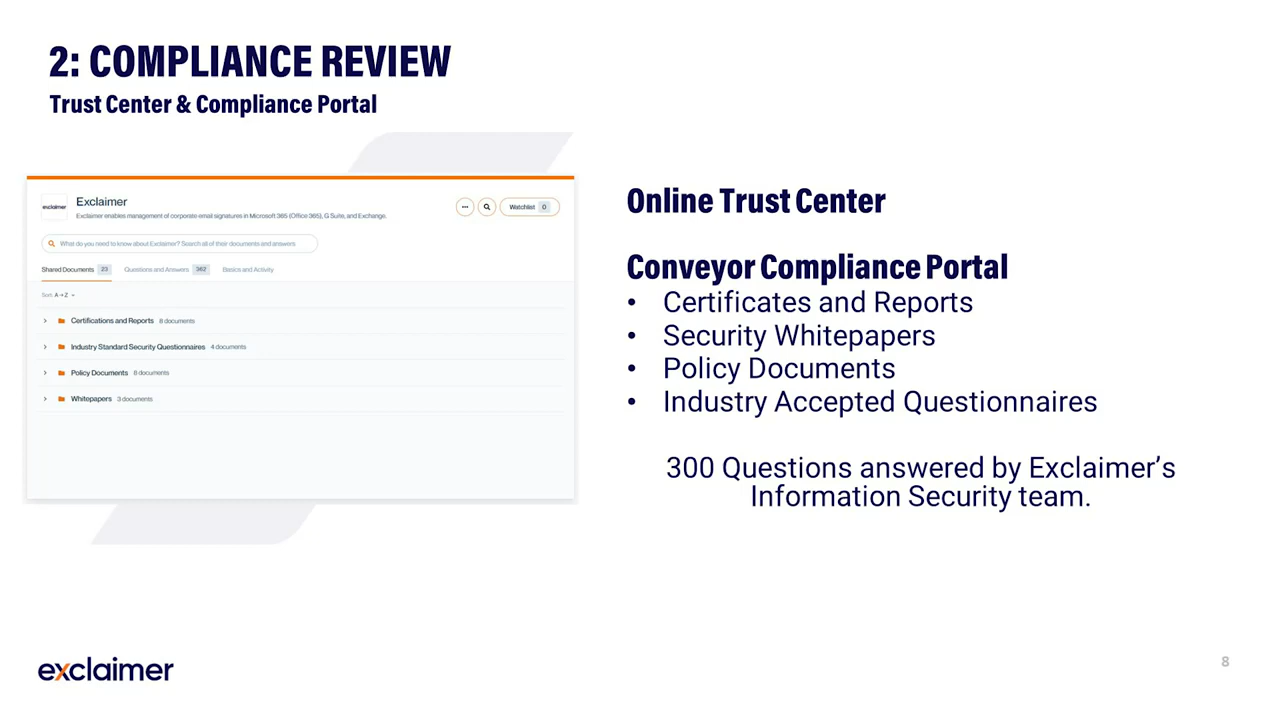 2: COMPLIANCE REVIEW
Trust Center & Compliance Portal
exclaimer
Exclaimer
Exclaimer enables management of corporate email signatures in Microsoft 365 (Office 365), G Suite, and Exchange.
Watchlist 0
What do you need to know about Exclaimer? Search all of their documents and answers
Shared Documents 23 Questions and Answers 362 Basics and Activity
Sort: A→Z
Certifications and Reports 8 documents
Industry Standard Security Questionnaires 4 documents
Policy Documents 8 documents
Whitepapers 3 documents
Online Trust Center
Conveyor Compliance Portal
• Certificates and Reports
• Security Whitepapers
• Policy Documents
• Industry Accepted Questionnaires
300 Questions answered by Exclaimer’s
Information Security team.
exclaimer
8